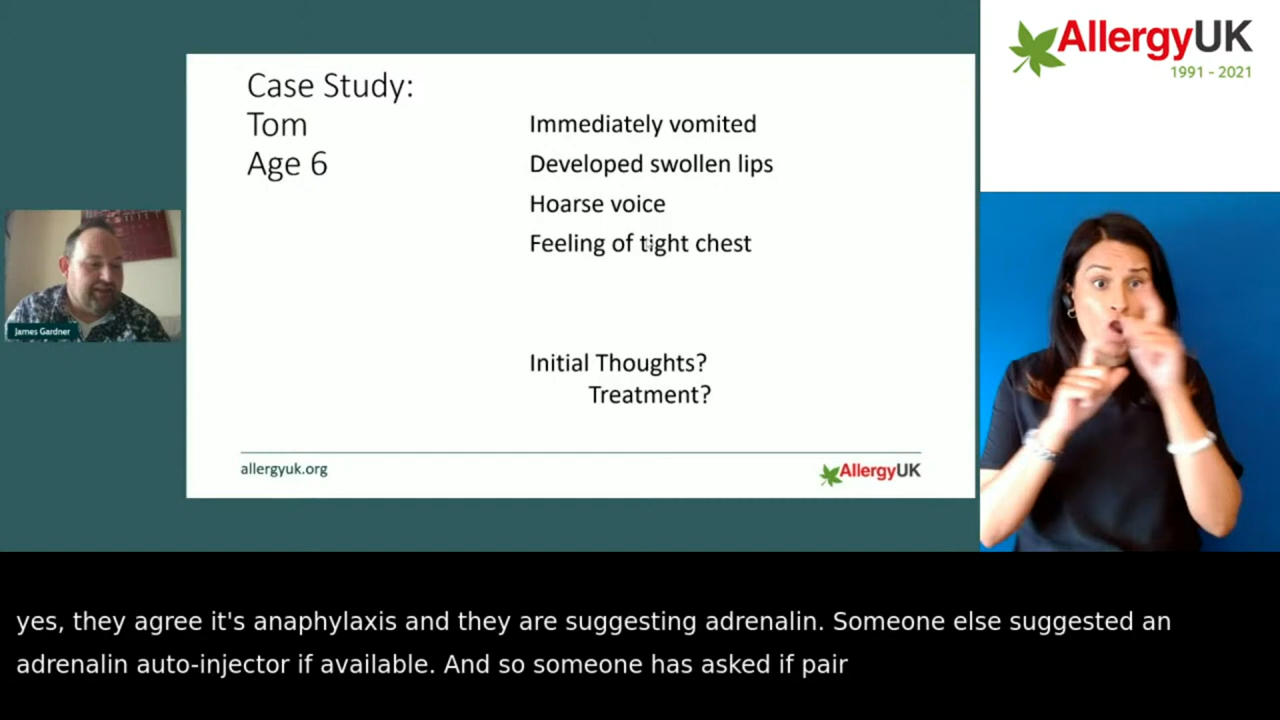 AllergyUK
1991 - 2021
Case Study:
Tom
Age 6
Immediately vomited
Developed swollen lips
Hoarse voice
Feeling of tight chest
James Gardner
Initial Thoughts?
Treatment?
allergyuk.org
AllergyUK
yes, they agree it's anaphylaxis and they are suggesting adrenalin. Someone else suggested an
adrenalin auto-injector if available. And so someone has asked if pair